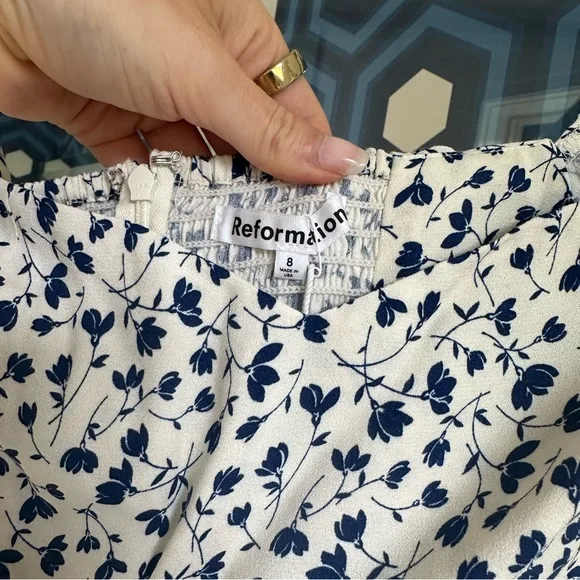 Reformation
8
MADE IN
USA